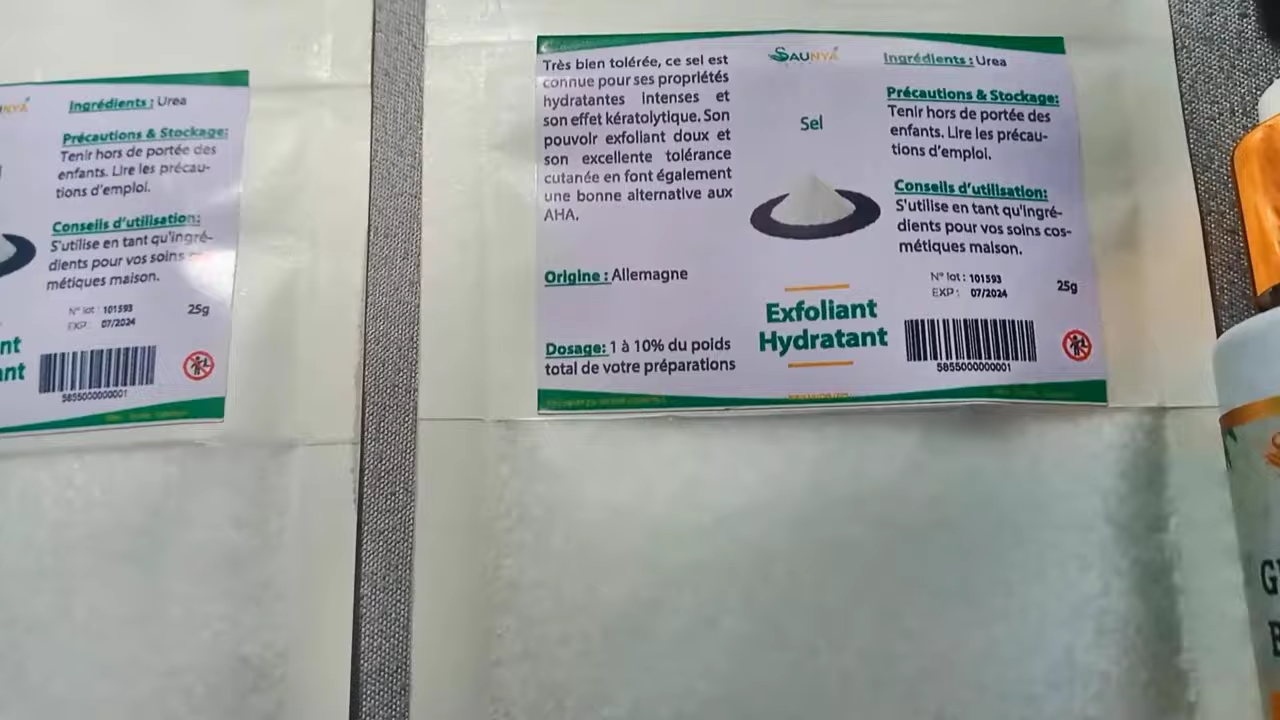 NYA
Ingrédients : Urea
Précautions & Stockage:
Tenir hors de portée des
enfants. Lire les précau-
tions d'emploi.
Conseils d'utilisation:
S'utilise en tant qu'ingré-
dients pour vos soins
métiques maison.
N° lot : 101593
EXP : 07/2024
25g
nt
ant
5855000000001
Très bien tolérée, ce sel est
connue pour ses propriétés
hydratantes intenses et
son effet kératolytique. Son
pouvoir exfoliant doux et
son excellente tolérance
cutanée en font également
une bonne alternative aux
AHA.
Origine : Allemagne
Dosage: 1 à 10% du poids
total de votre préparations
SAUNYA
Sel
Exfoliant
Hydratant
Ingrédients : Urea
Précautions & Stockage:
Tenir hors de portée des
enfants. Lire les précau-
tions d'emploi.
Conseils d'utilisation:
S'utilise en tant qu'ingré-
dients pour vos soins cos-
métiques maison.
N° lot : 101593
EXP : 07/2024
25g
5855000000001